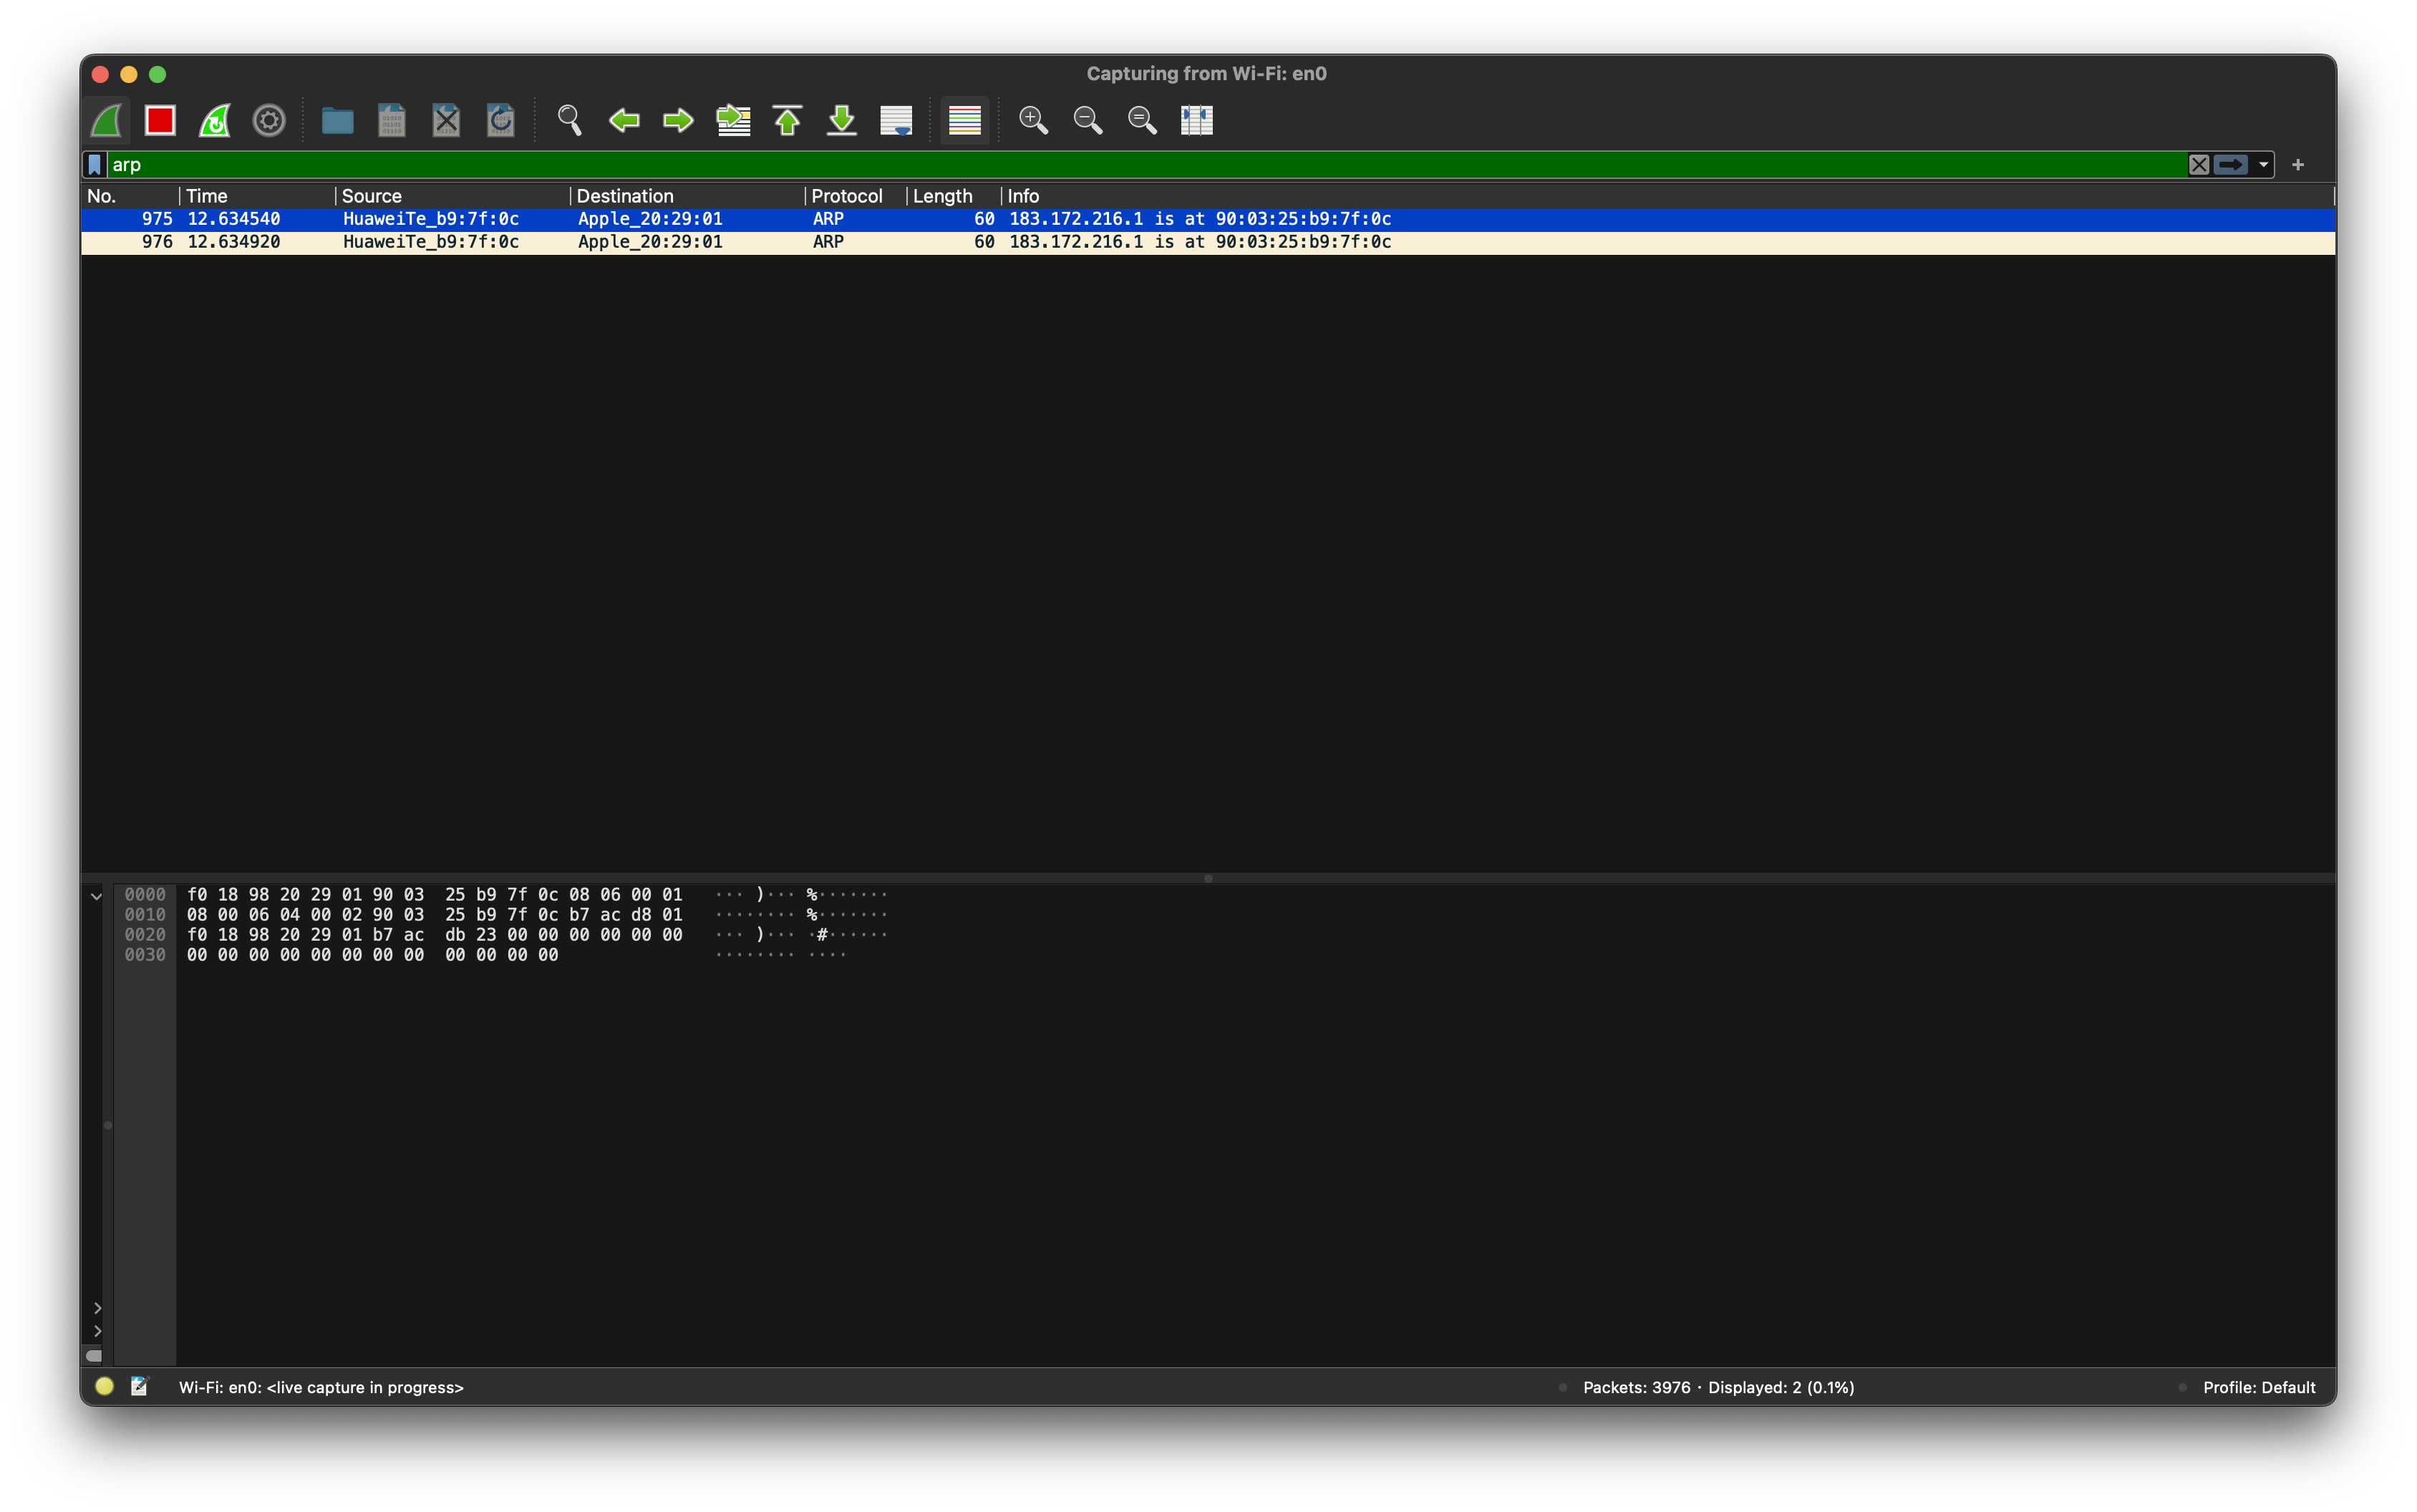 Capturing from Wi-Fi: en0
arp
No. Time Source Destination Protocol Length Info
975 12.634540 HuaweiTe_b9:7f:0c Apple_20:29:01 ARP 60 183.172.216.1 is at 90:03:25:b9:7f:0c
976 12.634920 HuaweiTe_b9:7f:0c Apple_20:29:01 ARP 60 183.172.216.1 is at 90:03:25:b9:7f:0c
0000 f0 18 98 20 29 01 90 03 25 b9 7f 0c 08 06 00 01 ··· )··· %·······
0010 08 00 06 04 00 02 90 03 25 b9 7f 0c b7 ac d8 01 ········ %·······
0020 f0 18 98 20 29 01 b7 ac db 23 00 00 00 00 00 00 ··· )··· ·#······
0030 00 00 00 00 00 00 00 00 00 00 00 00 ········ ····
Wi-Fi: en0: <live capture in progress> Packets: 3976 · Displayed: 2 (0.1%) Profile: Default